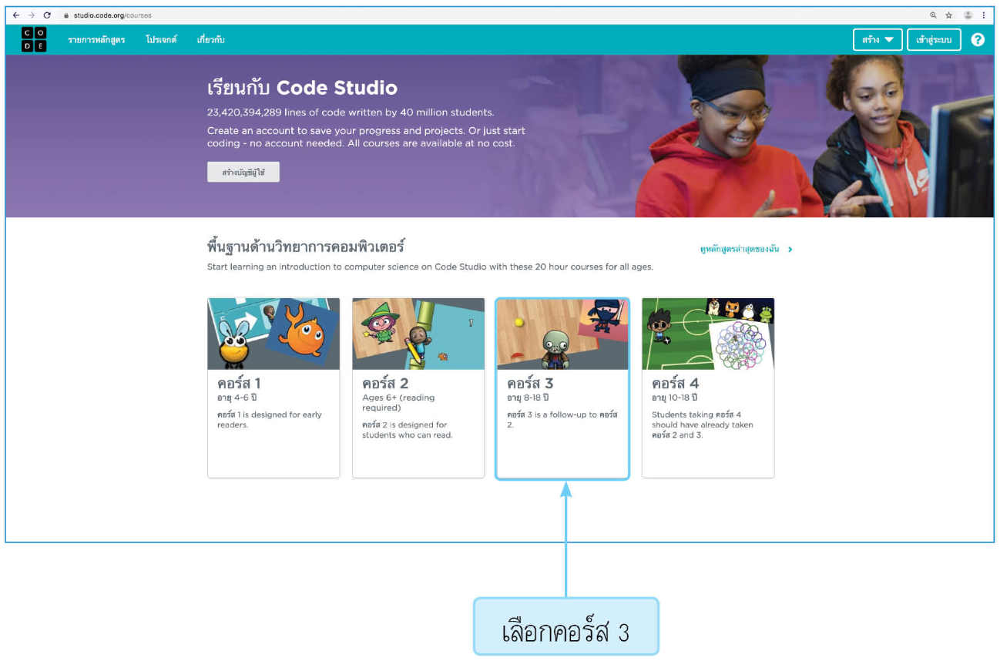 studio.code.org/courses
C O
D E
รายการหลักสูตร โปรเจกต์ เกี่ยวกับ สร้าง เข้าสู่ระบบ ?
เรียนกับ Code Studio
23,420,394,289 lines of code written by 40 million students.
Create an account to save your progress and projects. Or just start
coding - no account needed. All courses are available at no cost.
สร้างบัญชีผู้ใช้
พื้นฐานด้านวิทยาการคอมพิวเตอร์
ดูหลักสูตรล่าสุดของฉัน
Start learning an introduction to computer science on Code Studio with these 20 hour courses for all ages.
1
คอร์ส 1
อายุ 4-6 ปี
คอร์ส 1 is designed for early
readers.
คอร์ส 2
Ages 6+ (reading
required)
คอร์ส 2 is designed for
students who can read.
คอร์ส 3
อายุ 8-18 ปี
คอร์ส 3 is a follow-up to คอร์ส
2.
คอร์ส 4
อายุ 10-18 ปี
Students taking คอร์ส 4
should have already taken
คอร์ส 2 and 3.
เลือกคอร์ส 3